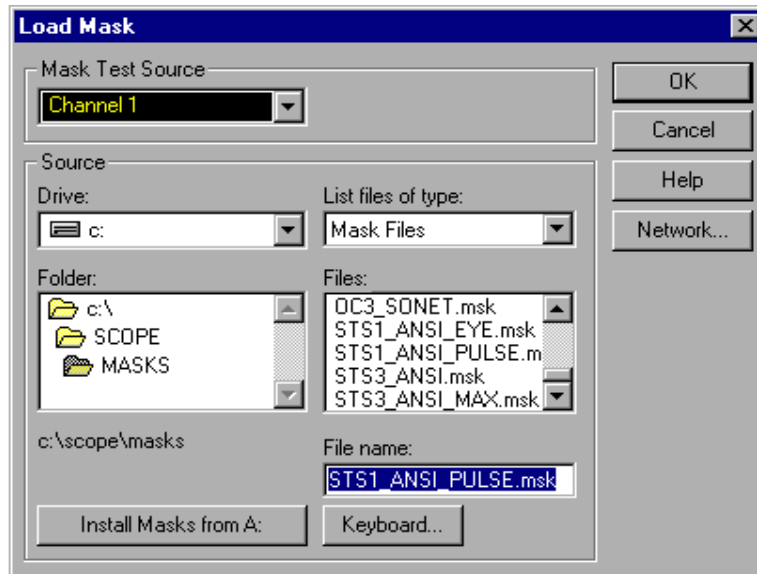 Load Mask
Mask Test Source
Channel 1
OK
Cancel
Help
Network...
Source
Drive:
c:
List files of type:
Mask Files
Folder:
c:\
SCOPE
MASKS
Files:
OC3_SONET.msk
STS1_ANSI_EYE.msk
STS1_ANSI_PULSE.m
STS3_ANSI.msk
STS3_ANSI_MAX.msk
c:\scope\masks
File name:
STS1_ANSI_PULSE.msk
Install Masks from A:
Keyboard...